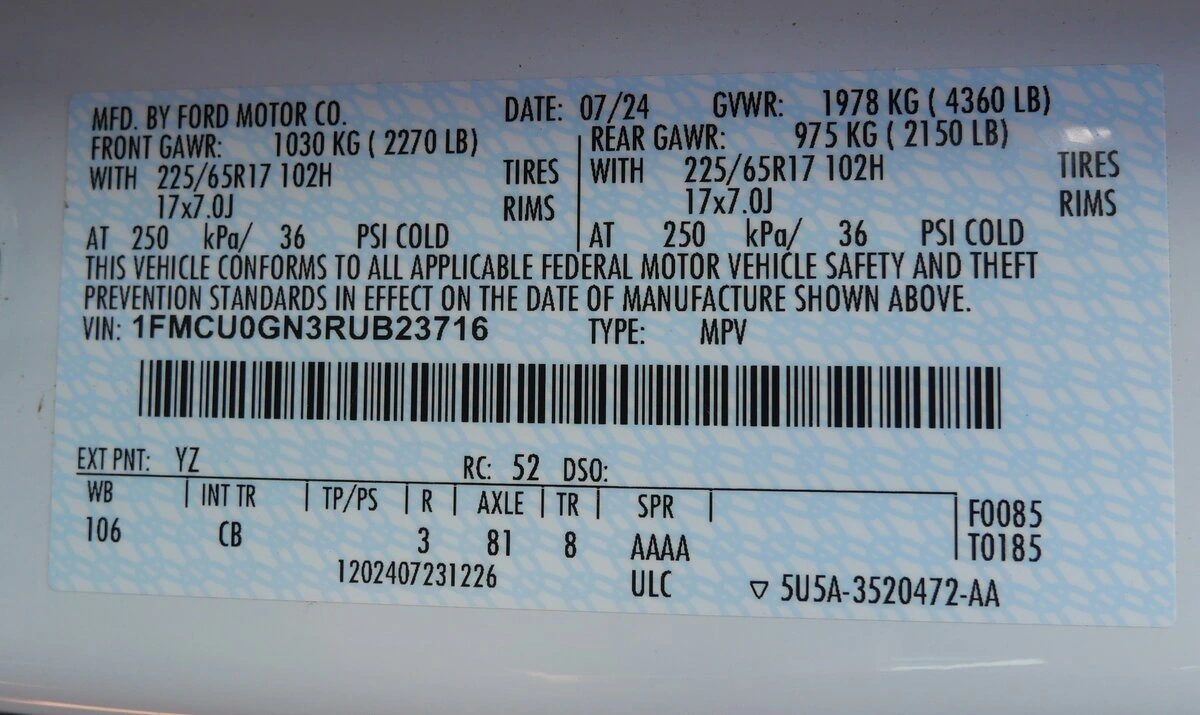 MFD. BY FORD MOTOR CO. DATE: 07/24 GVWR: 1978 KG ( 4360 LB)
FRONT GAWR: 1030 KG ( 2270 LB) REAR GAWR: 975 KG ( 2150 LB)
WITH 225/65R17 102H TIRES WITH 225/65R17 102H TIRES
17x7.0J RIMS 17x7.0J RIMS
AT 250 kPa/ 36 PSI COLD AT 250 kPa/ 36 PSI COLD
THIS VEHICLE CONFORMS TO ALL APPLICABLE FEDERAL MOTOR VEHICLE SAFETY AND THEFT
PREVENTION STANDARDS IN EFFECT ON THE DATE OF MANUFACTURE SHOWN ABOVE.
VIN: 1FMCU0GN3RUB23716 TYPE: MPV
EXT PNT: YZ RC: 52 DSO:
WB INT TR TP/PS R AXLE TR SPR F0085
106 CB 3 81 8 AAAA T0185
1202407231226 ULC ▽ 5U5A-3520472-AA